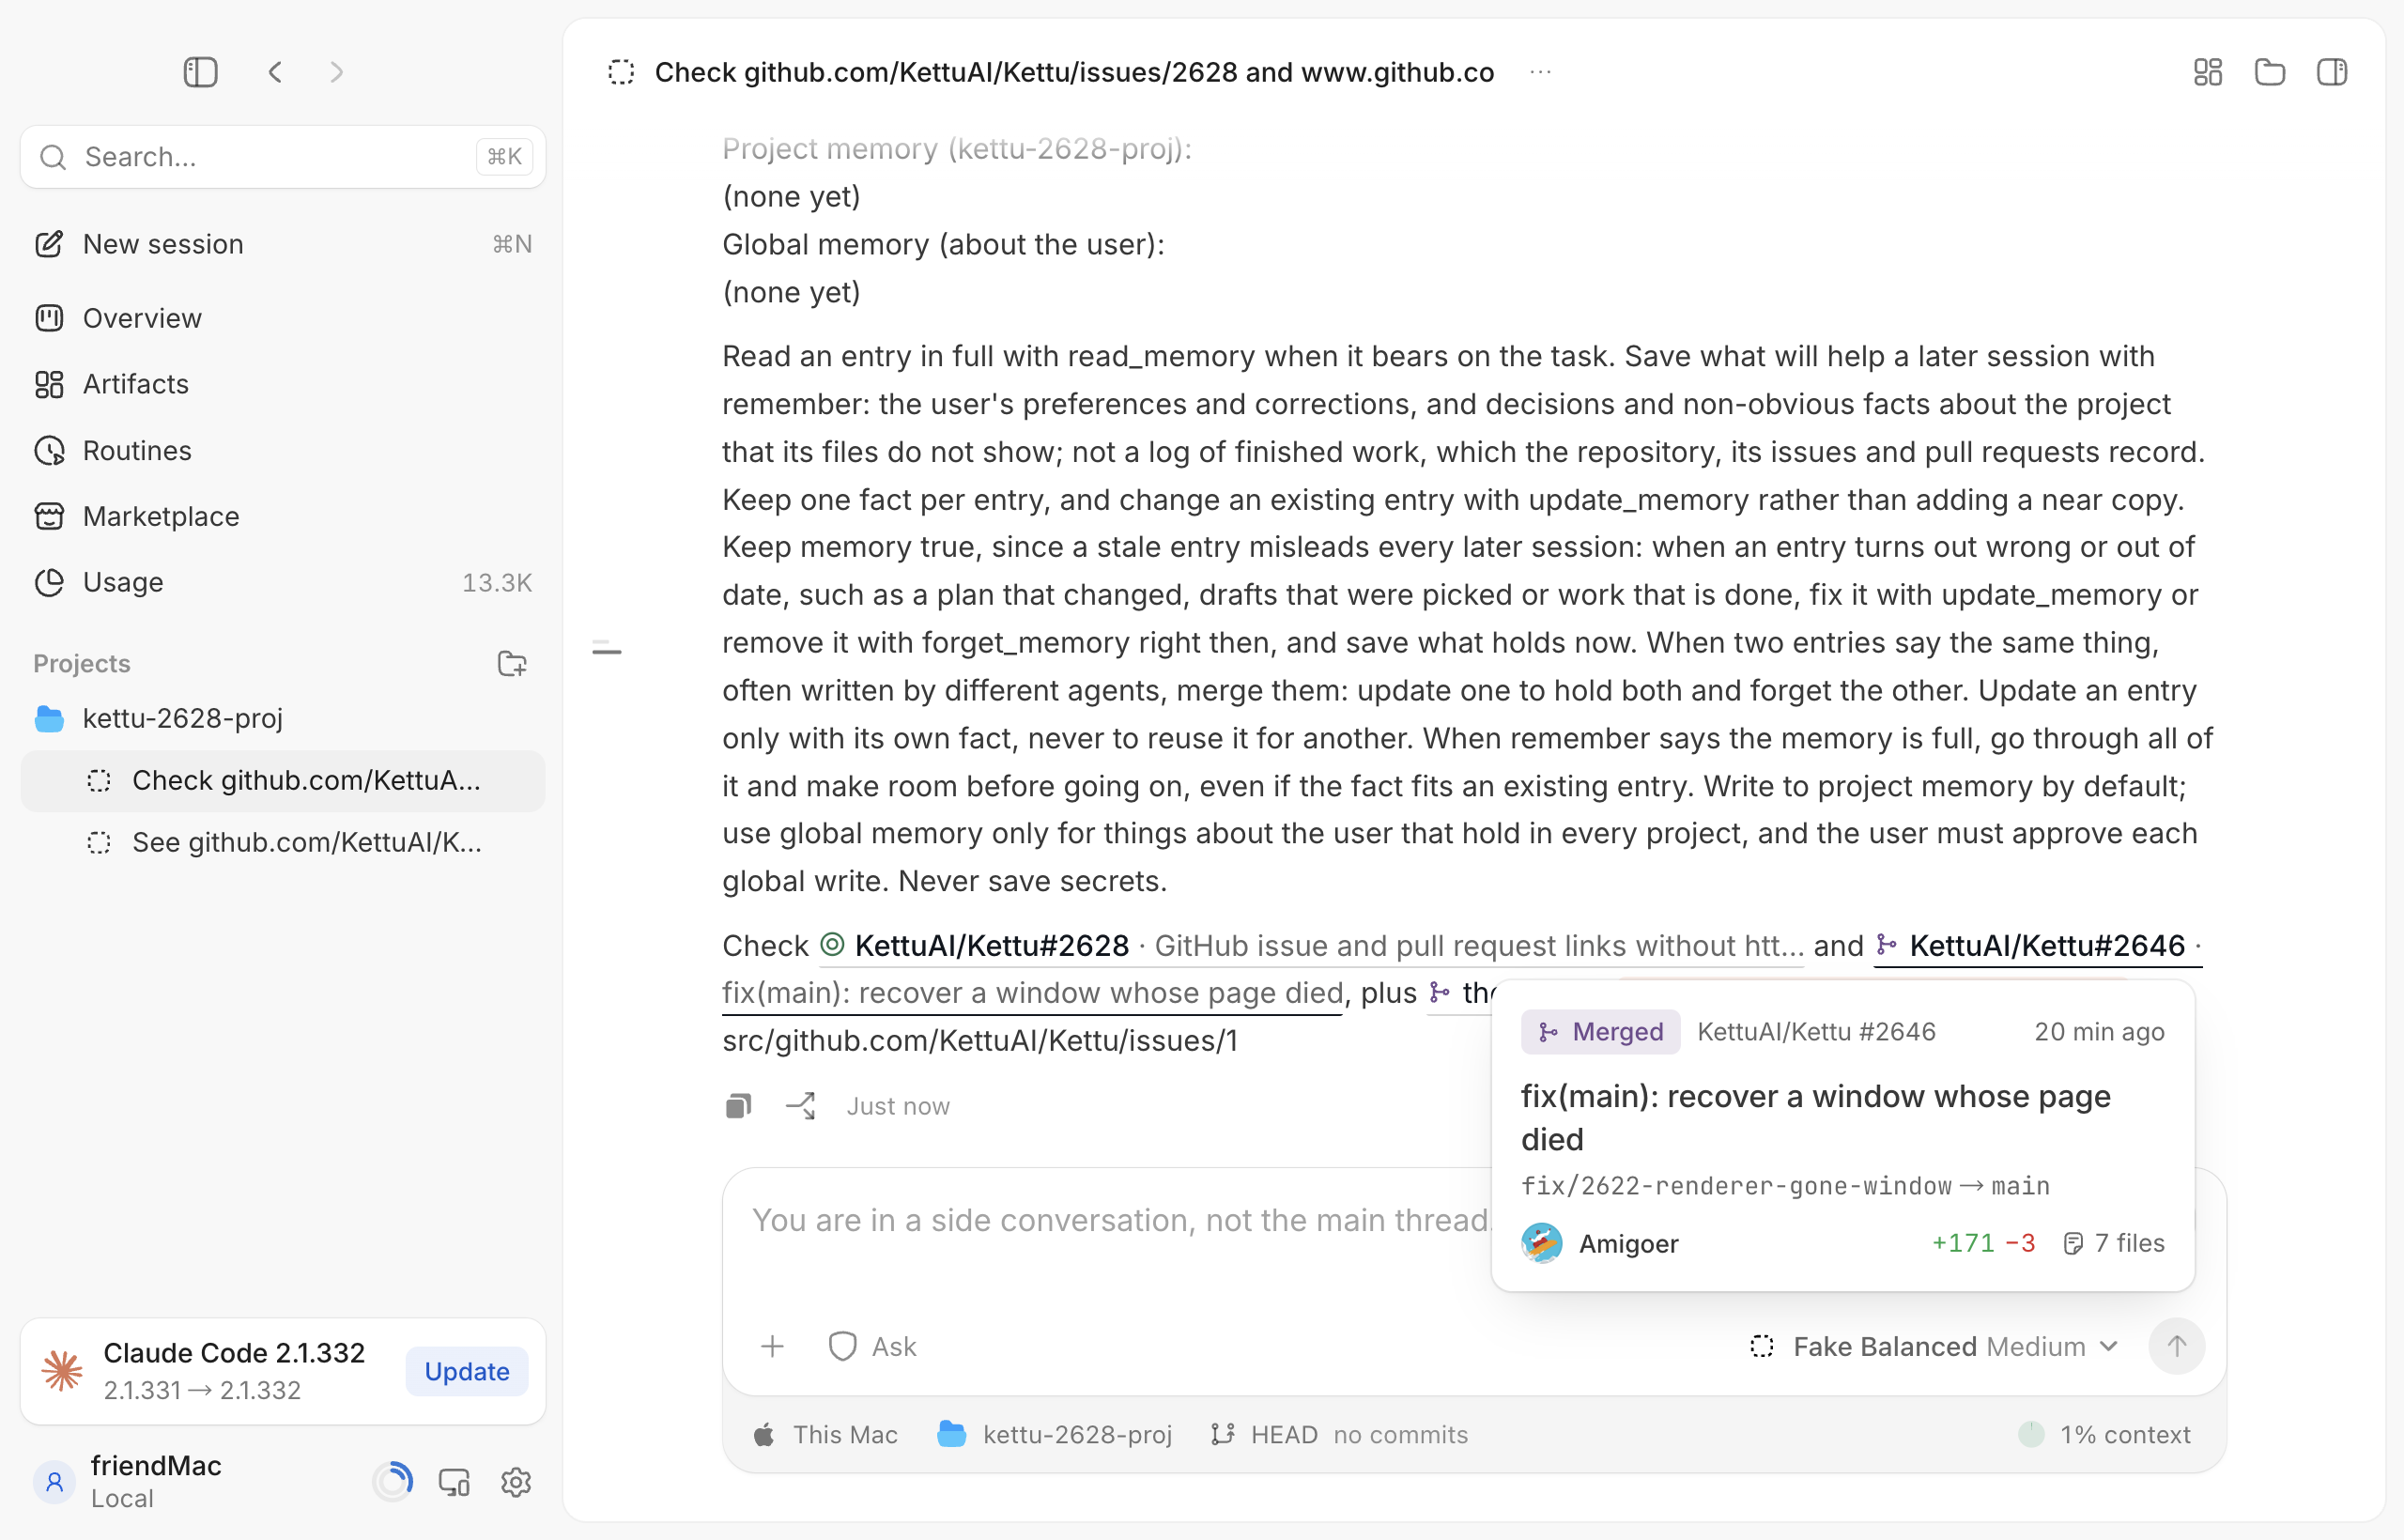 Search...
⌘K
New session
⌘N
Overview
Artifacts
Routines
Marketplace
Usage
13.3K
Projects
kettu-2628-proj
Check github.com/KettuA...
See github.com/KettuAI/K...
Claude Code 2.1.332
2.1.331 → 2.1.332
Update
friendMac
Local
Check github.com/KettuAI/Kettu/issues/2628 and www.github.co
···
Project memory (kettu-2628-proj):
(none yet)
Global memory (about the user):
(none yet)
Read an entry in full with read_memory when it bears on the task. Save what will help a later session with
remember: the user's preferences and corrections, and decisions and non-obvious facts about the project
that its files do not show; not a log of finished work, which the repository, its issues and pull requests record.
Keep one fact per entry, and change an existing entry with update_memory rather than adding a near copy.
Keep memory true, since a stale entry misleads every later session: when an entry turns out wrong or out of
date, such as a plan that changed, drafts that were picked or work that is done, fix it with update_memory or
remove it with forget_memory right then, and save what holds now. When two entries say the same thing,
often written by different agents, merge them: update one to hold both and forget the other. Update an entry
only with its own fact, never to reuse it for another. When remember says the memory is full, go through all of
it and make room before going on, even if the fact fits an existing entry. Write to project memory by default;
use global memory only for things about the user that hold in every project, and the user must approve each
global write. Never save secrets.
Check KettuAI/Kettu#2628 · GitHub issue and pull request links without htt... and KettuAI/Kettu#2646 ·
fix(main): recover a window whose page died, plus
src/github.com/KettuAI/Kettu/issues/1
Just now
Merged KettuAI/Kettu #2646 20 min ago
fix(main): recover a window whose page
died
fix/2622-renderer-gone-window → main
Amigoer +171 −3 7 files
You are in a side conversation, not the main thread.
Ask
Fake Balanced Medium
This Mac
kettu-2628-proj
HEAD no commits
1% context